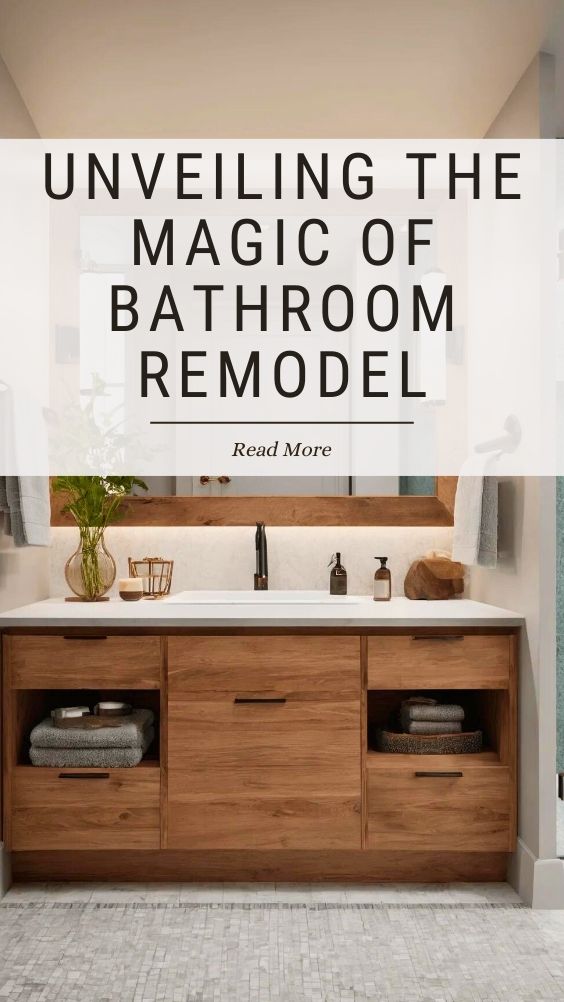 UNVEILING THE
MAGIC OF
BATHROOM
REMODEL
Read More